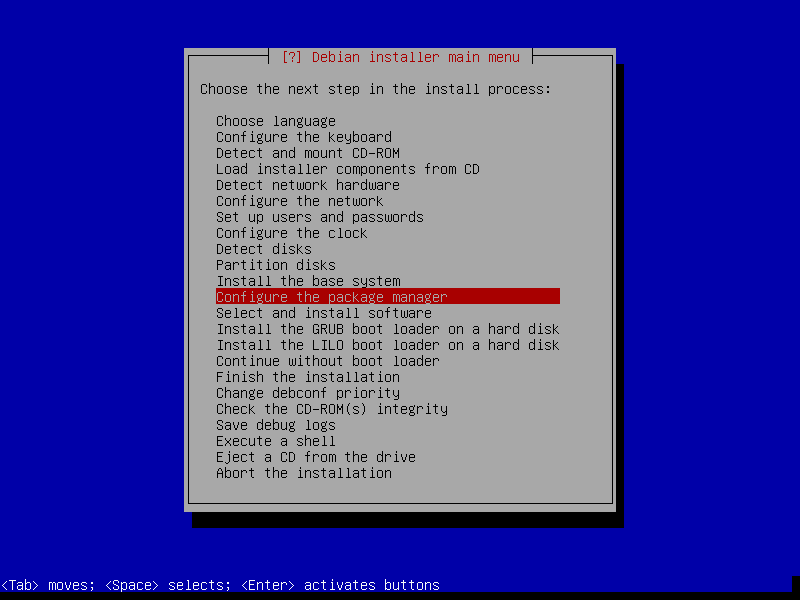 [?] Debian installer main menu
Choose the next step in the install process:
Choose language
Configure the keyboard
Detect and mount CD-ROM
Load installer components from CD
Detect network hardware
Configure the network
Set up users and passwords
Configure the clock
Detect disks
Partition disks
Install the base system
Configure the package manager
Select and install software
Install the GRUB boot loader on a hard disk
Install the LILO boot loader on a hard disk
Continue without boot loader
Finish the installation
Change debconf priority
Check the CD-ROM(s) integrity
Save debug logs
Execute a shell
Eject a CD from the drive
Abort the installation
<Tab> moves; <Space> selects; <Enter> activates buttons